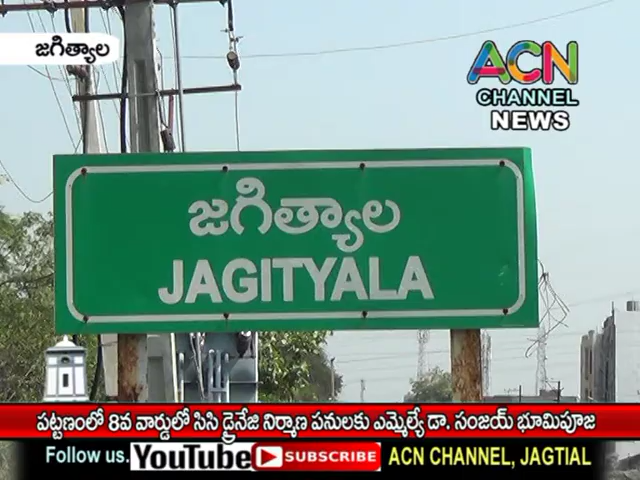 జగిత్యాల
ACN
CHANNEL
NEWS
జగిత్యాల
JAGITYALA
పట్టణంలో 8వ వార్డులో సిసి డ్రైనేజి నిర్మాణ పనులకు ఎమ్మెల్యే డా. సంజయ్ భూమిపూజ
Follow us. YouTube SUBSCRIBE ACN CHANNEL, JAGTIAL